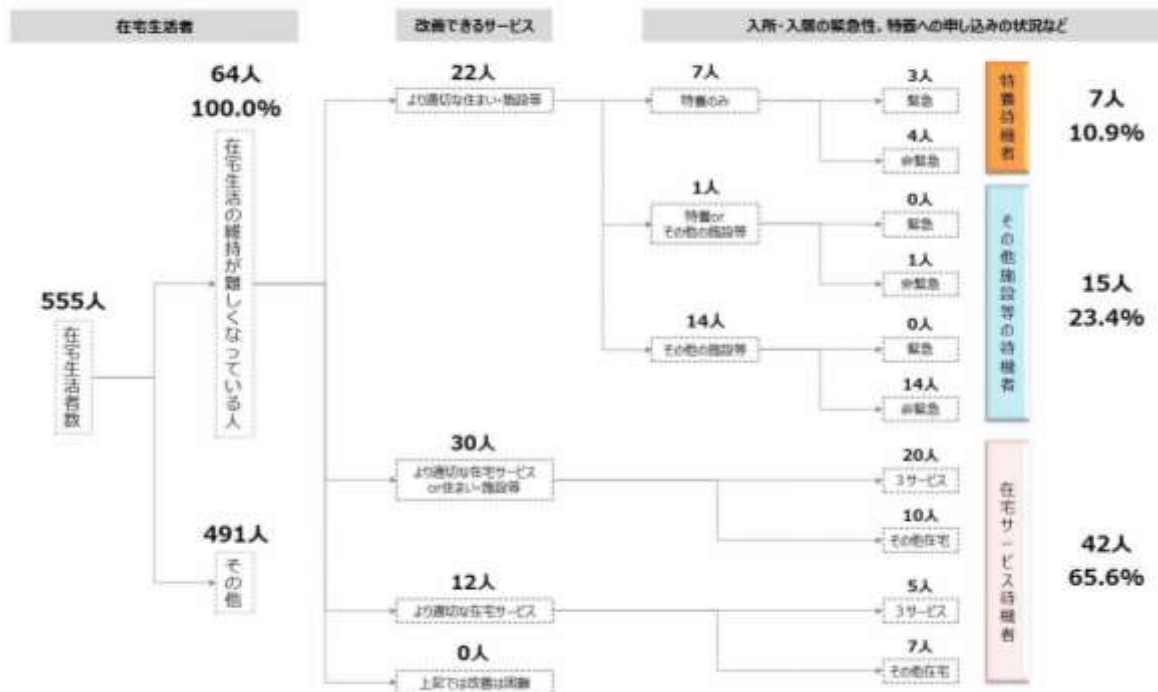 在宅生活者
改善できるサービス
入所・入居の緊急性、特養への申し込みの状況など
555人
在宅生活者数
64人
100.0%
在宅生活の維持が難しくなっている人
491人
その他
22人
より適切な住まい・施設等
30人
より適切な在宅サービス
or住まい・施設等
12人
より適切な在宅サービス
0人
上記では改善は困難
7人
特養のみ
1人
特養or
その他の施設等
14人
その他の施設等
3人
緊急
4人
非緊急
0人
緊急
1人
非緊急
0人
緊急
14人
非緊急
20人
3サービス
10人
その他在宅
5人
3サービス
7人
その他在宅
特養待機者
7人
10.9%
その他施設等の待機者
15人
23.4%
在宅サービス待機者
42人
65.6%